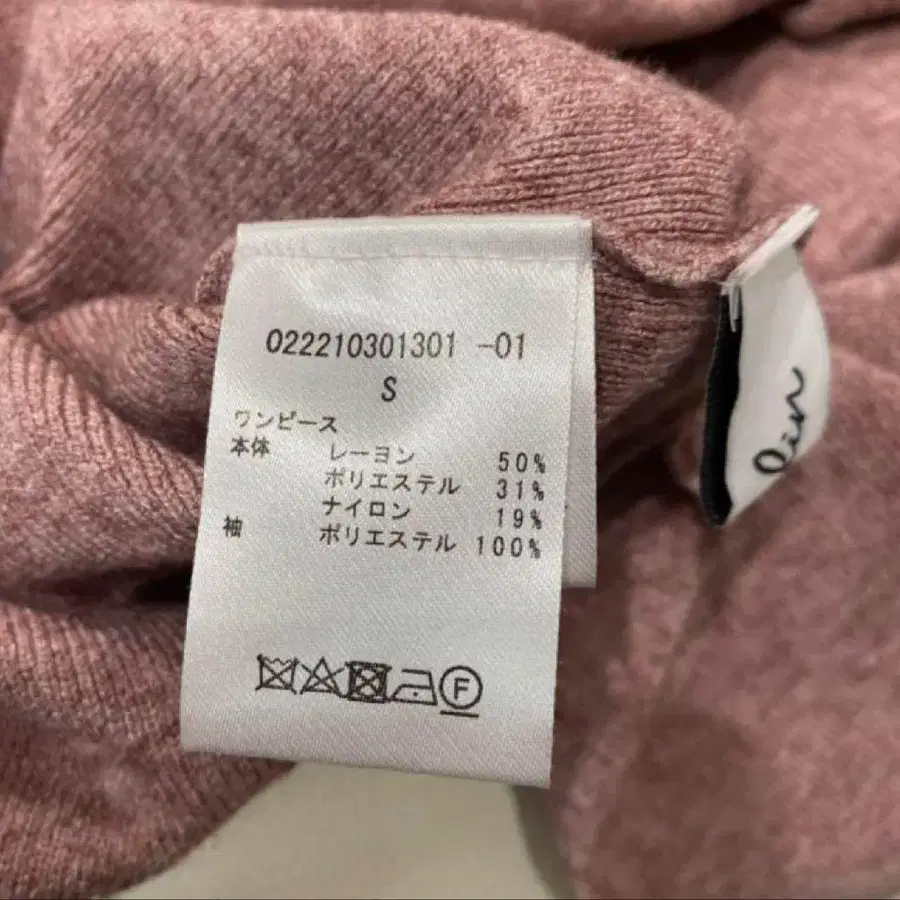 022210301301 -01
S
ワンピース
本体 レーヨン 50%
ポリエステル 31%
ナイロン 19%
袖 ポリエステル 100%
F
lin